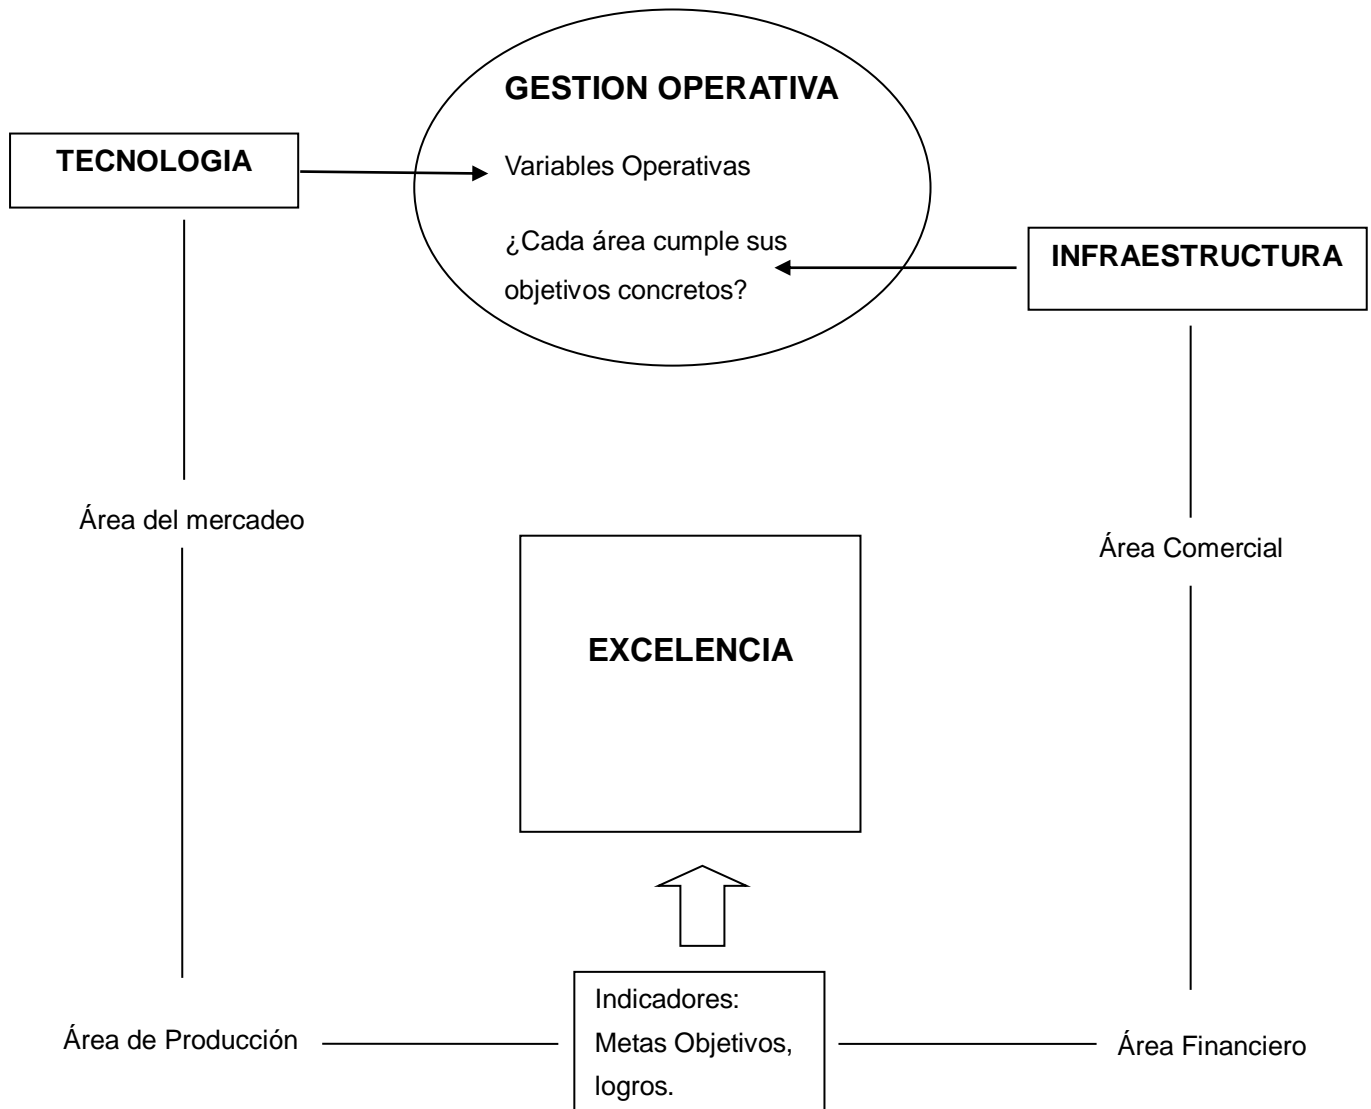 GESTION OPERATIVA
TECNOLOGIA
Variables Operativas
¿Cada área cumple sus
objetivos concretos?
INFRAESTRUCTURA
Área del mercadeo
Área Comercial
EXCELENCIA
Indicadores:
Metas Objetivos,
logros.
Área de Producción
Área Financiero